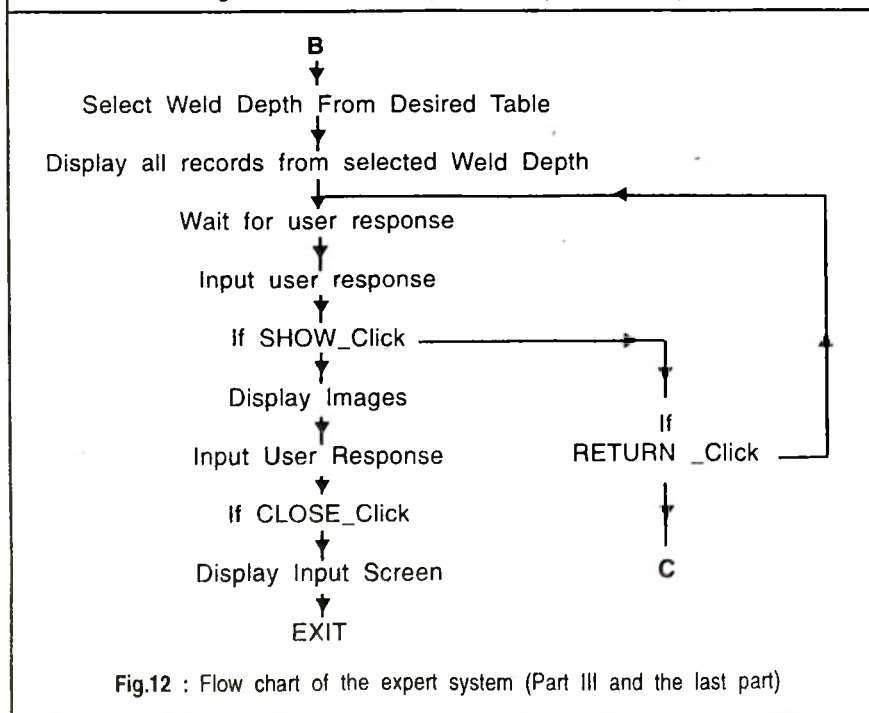 B
Select Weld Depth From Desired Table
Display all records from selected Weld Depth
Wait for user response
Input user response
If SHOW_Click
Display Images
If
Input User Response
RETURN _Click
If CLOSE_Click
Display Input Screen
C
EXIT
Fig.12 : Flow chart of the expert system (Part III and the last part)